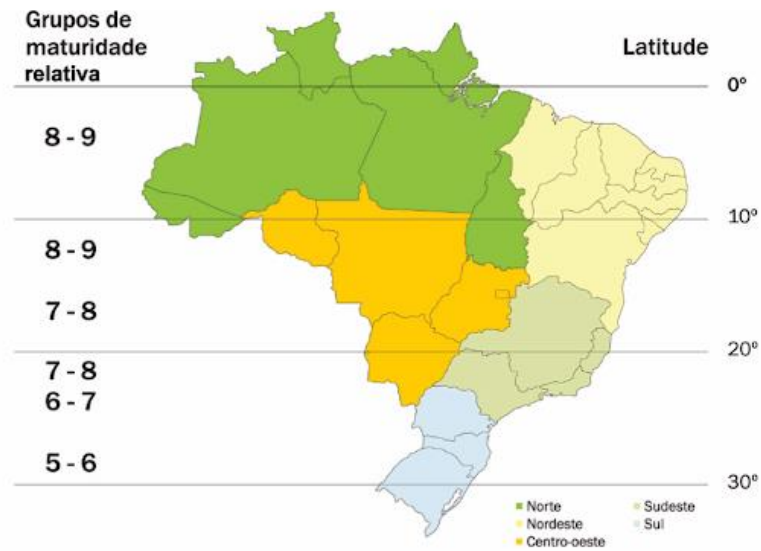 Grupos de
maturidade
relativa
Latitude
0º
8 - 9
10º
8 - 9
7 - 8
20º
7 - 8
6 - 7
5 - 6
30º
Norte
Sudeste
Nordeste
Sul
Centro-oeste